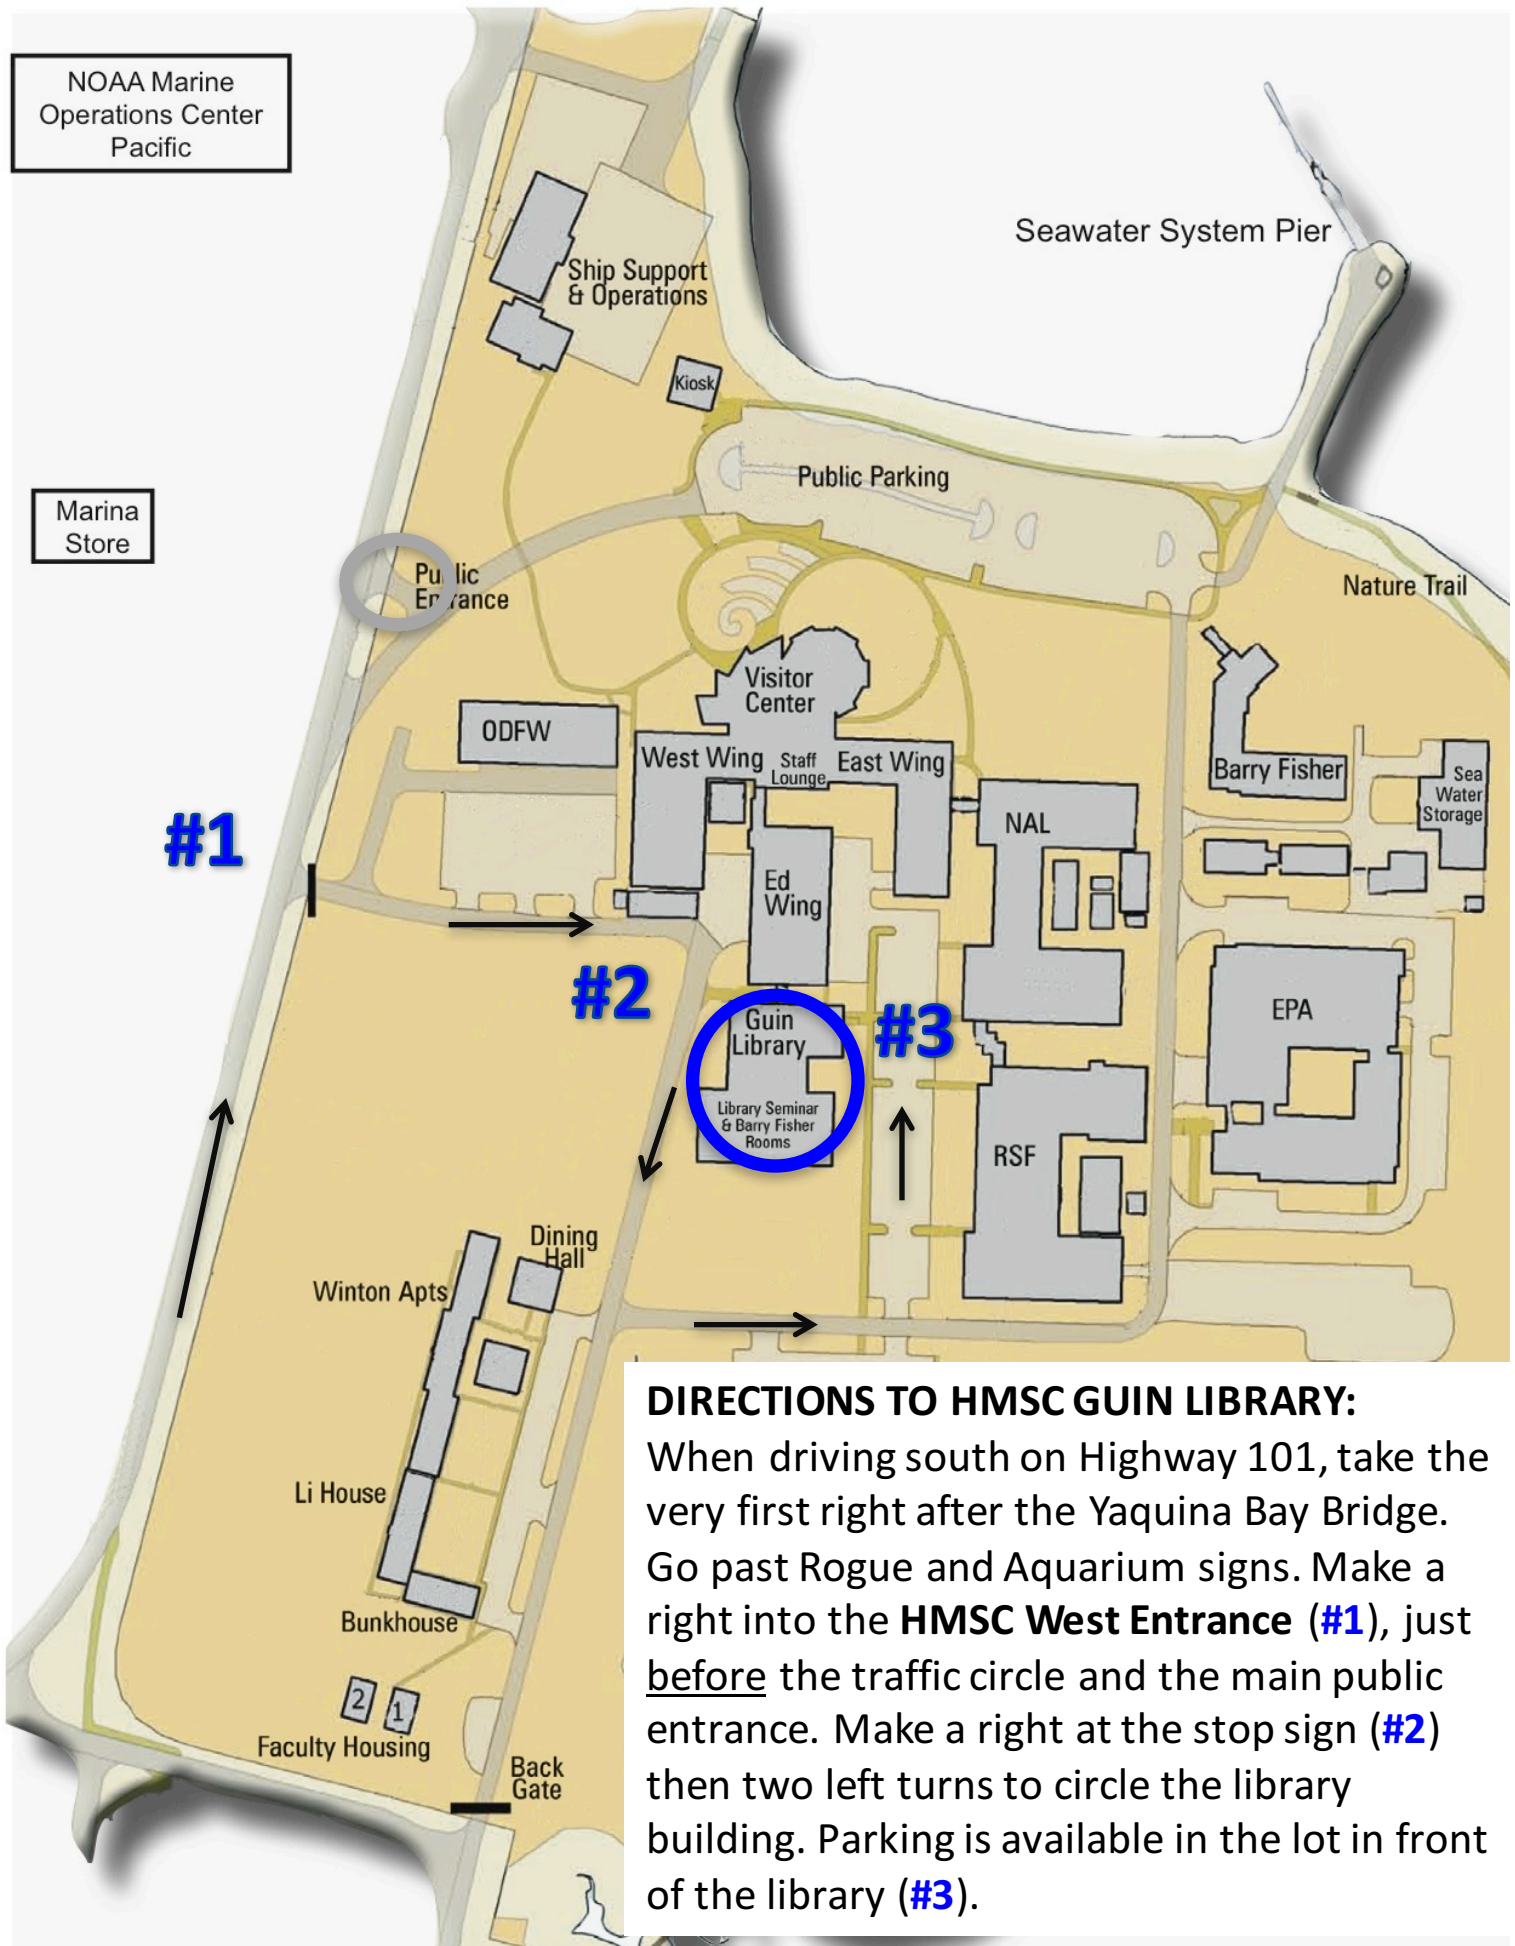 NOAA Marine
Operations Center
Pacific
Seawater System Pier
Ship Support
& Operations
Kiosk
Public Parking
Marina
Store
Public
Entrance
Nature Trail
Visitor
Center
ODFW
West Wing
Staff
Lounge
East Wing
Barry Fisher
Sea
Water
Storage
#1
NAL
Ed
Wing
#2
Guin
Library
#3
EPA
Library Seminar
& Barry Fisher
Rooms
RSF
Dining
Hall
Winton Apts
Li House
Bunkhouse
2
1
Faculty Housing
Back
Gate
DIRECTIONS TO HMSC GUIN LIBRARY:
When driving south on Highway 101, take the
very first right after the Yaquina Bay Bridge.
Go past Rogue and Aquarium signs. Make a
right into the HMSC West Entrance (#1), just
before the traffic circle and the main public
entrance. Make a right at the stop sign (#2)
then two left turns to circle the library
building. Parking is available in the lot in front
of the library (#3).